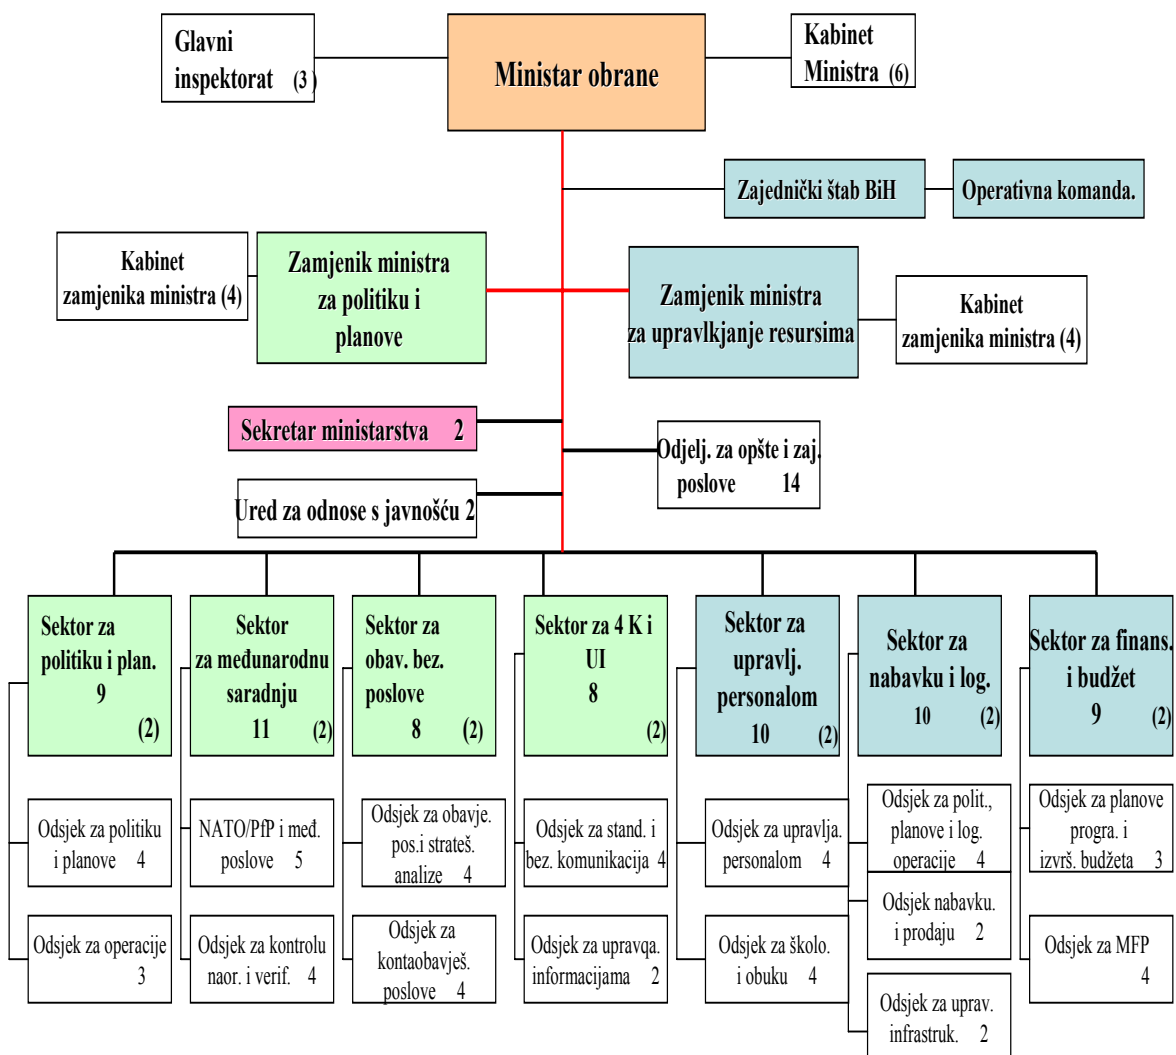 Glavni
inspektorat (3)
Ministar obrane
Kabinet
Ministra (6)
Zajednički štab BiH
Operativna komanda.
Kabinet
zamjenika ministra (4)
Zamjenik ministra
za politiku i
planove
Zamjenik ministra
za upravlkjanje resursima
Kabinet
zamjenika ministra (4)
Sekretar ministarstva 2
Odjelj. za opšte i zaj.
poslove 14
Ured za odnose s javnošću 2
Sektor za
politiku i plan.
9
(2)
Sektor
za međunarodnu
saradnju
11 (2)
Sektor za
obav. bez.
poslove
8 (2)
Sektor za 4 K i
UI
8
(2)
Sektor za
upravlj.
personalom
10 (2)
Sektor za
nabavku i log.
10 (2)
Sektor za finans.
i budžet
9 (2)
Odsjek za politiku
i planove 4
NATO/PfP i međ.
poslove 5
Odsjek za obavje.
pos.i strateš.
analize 4
Odsjek za stand. i
bez. komunikacija 4
Odsjek za upravlja.
personalom 4
Odsjek za polit.,
planove i log.
operacije 4
Odsjek za planove
progra. i
izvrš. budžeta 3
Odsjek za operacije
3
Odsjek za kontrolu
naor. i verif. 4
Odsjek za
kontaobavješ.
poslove 4
Odsjek za upravqa.
informacijama 2
Odsjek za školo.
i obuku 4
Odsjek nabavku.
i prodaju 2
Odsjek za MFP
4
Odsjek za uprav.
infrastruk. 2